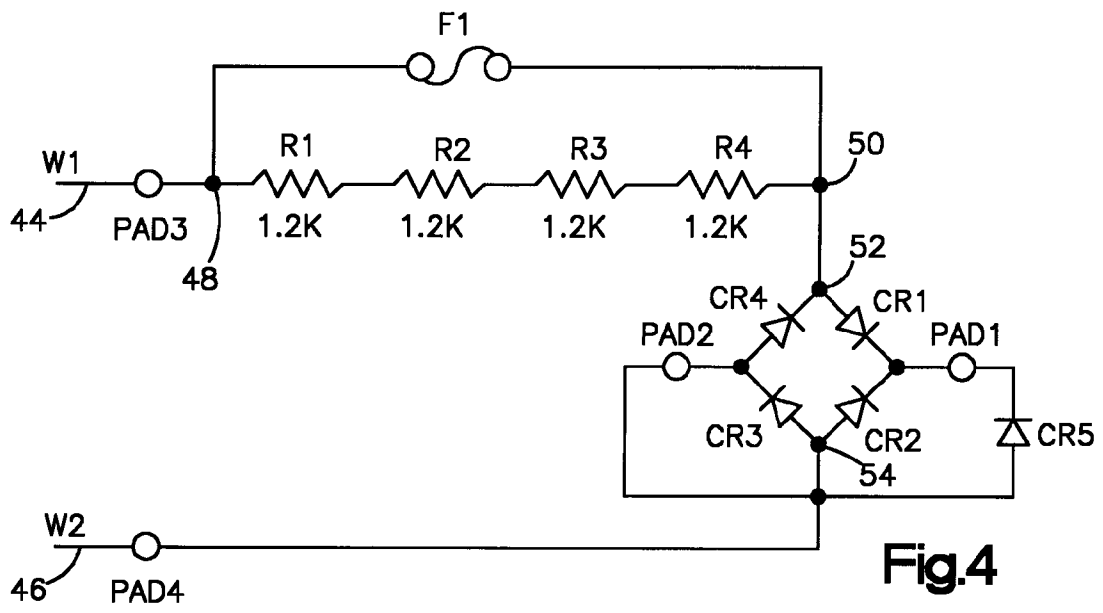 F1
R1 R2 R3 R4
50
W1
44
PAD3
1.2K 1.2K 1.2K 1.2K
48
52
CR4 CR1
PAD2 PAD1
CR3 CR2 CR5
54
W2
46
PAD4
Fig.4